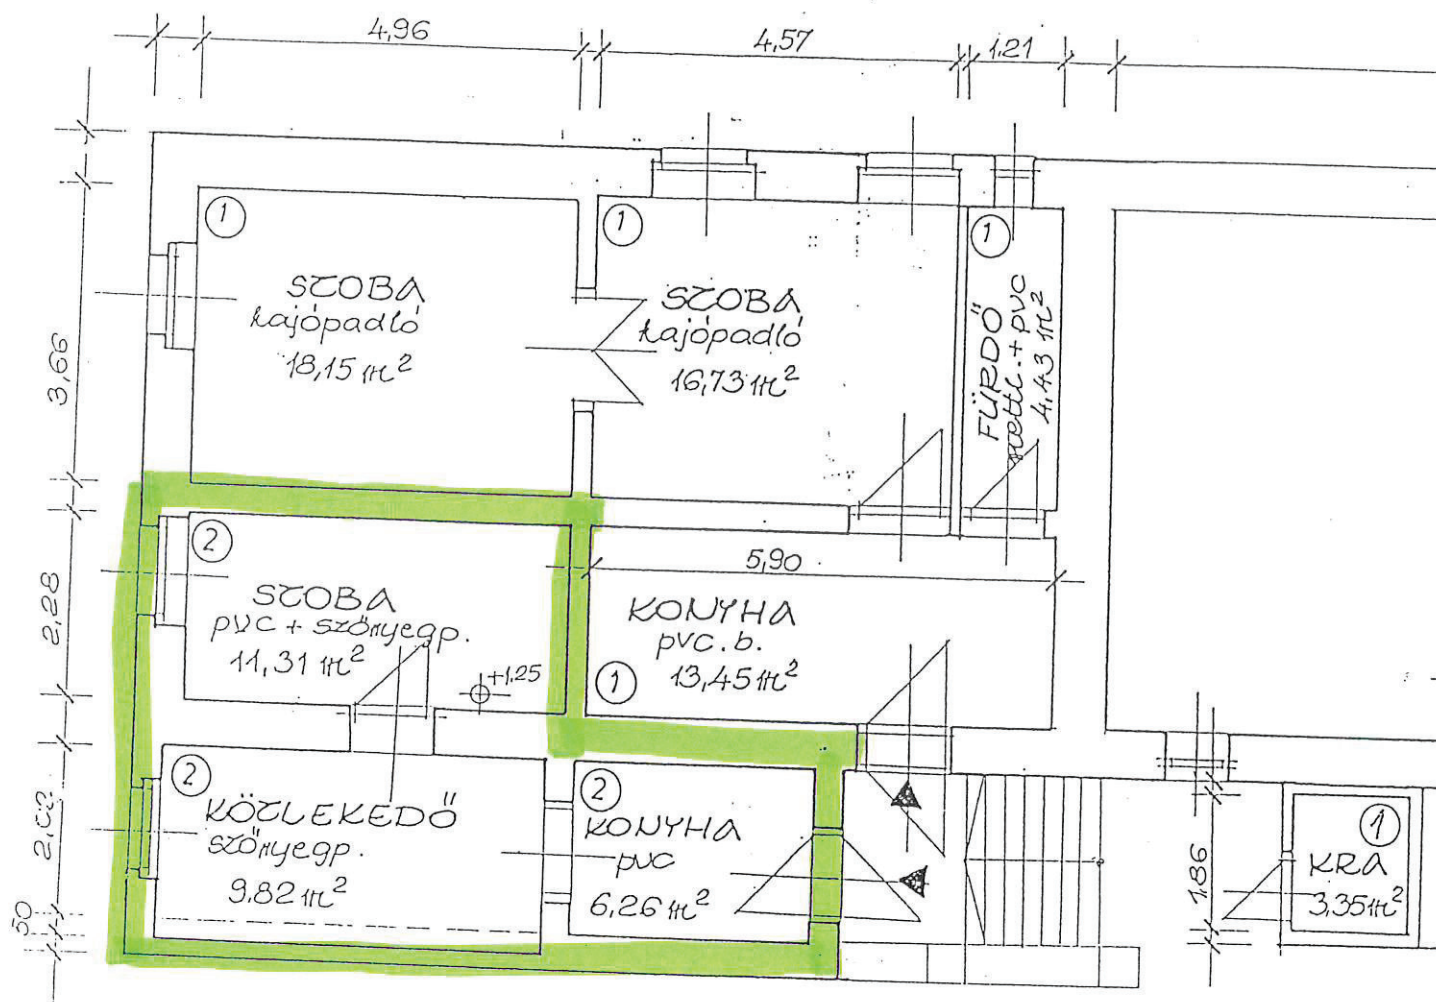 4,96
4,57
1,21
1
SZOBA
hajópadló
18,15 m²
1
SZOBA
hajópadló
16,73 m²
1
FÜRDŐ
4,43 m²
3,66
2
SZOBA
pvc + szőnyegp.
11,31 m²
+1,25
5,90
KONYHA
pvc. b.
13,45 m²
1
2,28
2
KÖZLEKEDŐ
szőnyegp.
9,82 m²
2
KONYHA
pvc
6,26 m²
50
1,86
1
KRA
3,35 m²